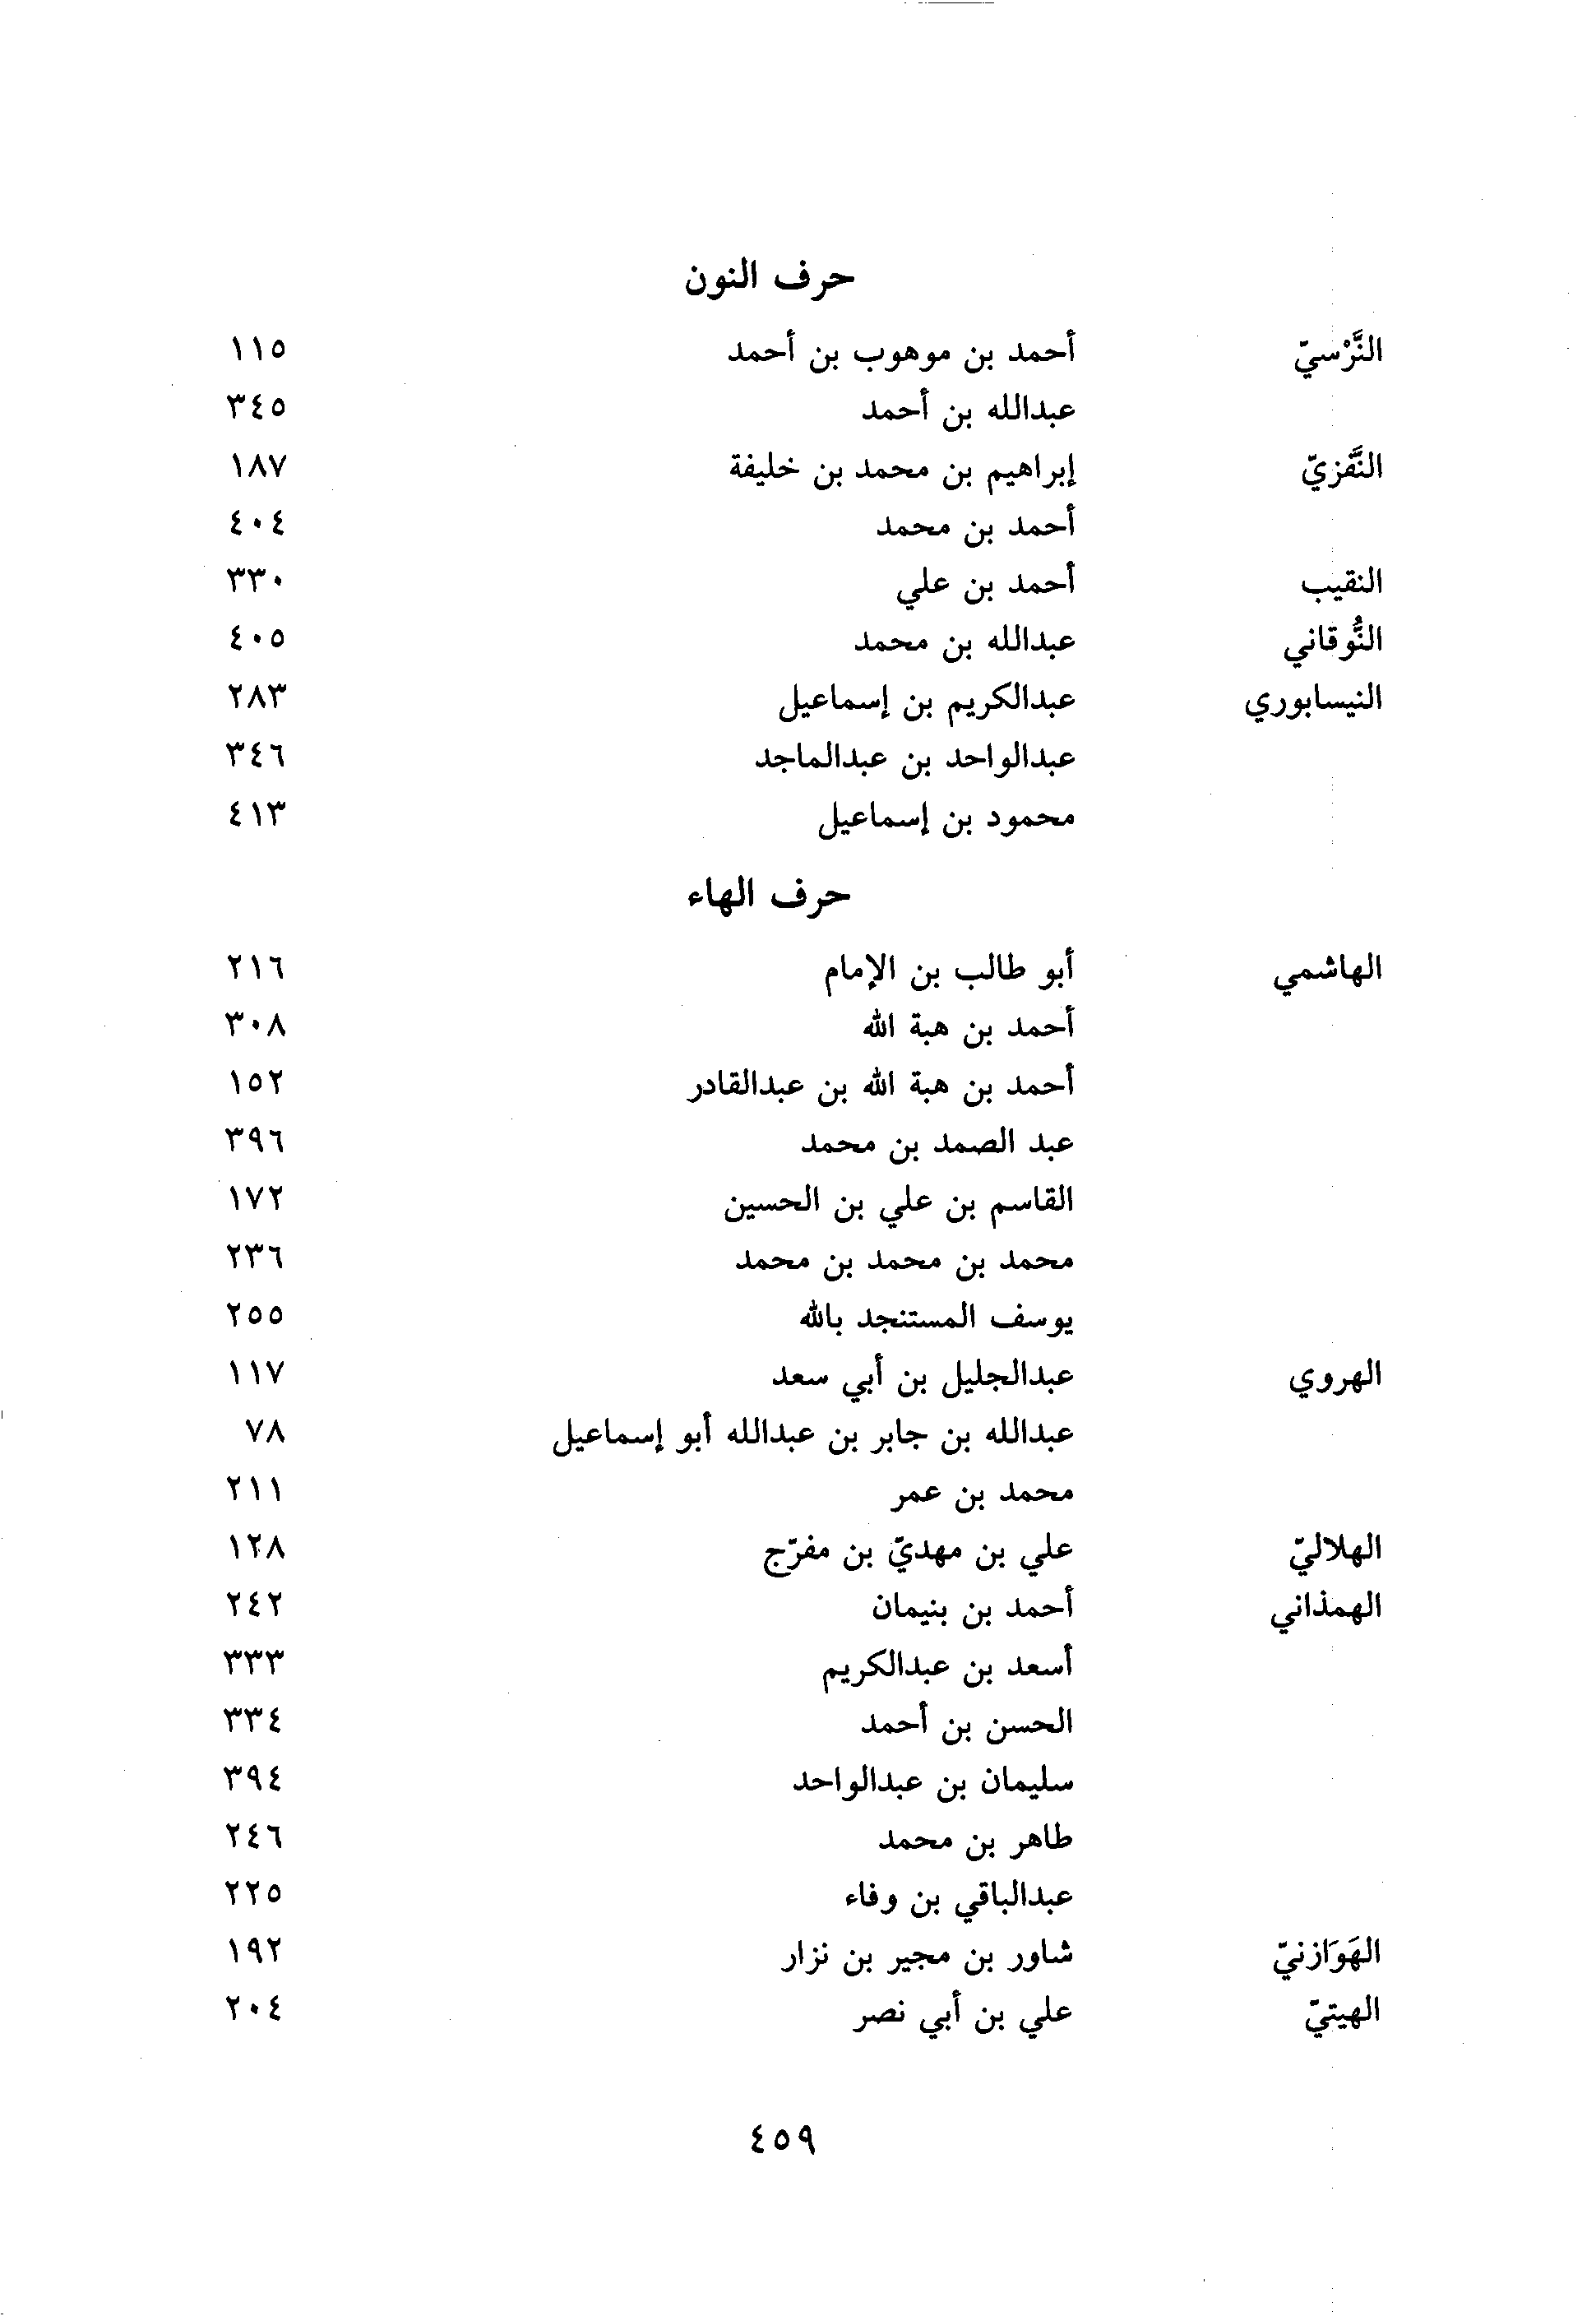 حرف النون
النَّرْسيّ أحمد بن موهوب بن أحمد ١١٥
عبدالله بن أحمد ٣٤٥
النَّفزيّ إبراهيم بن محمد بن خليفة ١٨٧
أحمد بن محمد ٤٠٤
النقيب أحمد بن علي ٣٣٠
النُّوقاني عبدالله بن محمد ٤٠٥
النيسابوري عبدالكريم بن إسماعيل ٢٨٣
عبدالواحد بن عبدالماجد ٣٤٦
محمود بن إسماعيل ٤١٣
حرف الهاء
الهاشمي أبو طالب بن الإمام ٢١٦
أحمد بن هبة الله ٣٠٨
أحمد بن هبة الله بن عبدالقادر ١٥٢
عبد الصمد بن محمد ٣٩٦
القاسم بن علي بن الحسين ١٧٢
محمد بن محمد بن محمد ٢٣٦
يوسف المستنجد بالله ٢٥٥
الهروي عبدالجليل بن أبي سعد ١١٧
عبدالله بن جابر بن عبدالله أبو إسماعيل ٧٨
محمد بن عمر ٢١١
الهلاليّ علي بن مهديّ بن مفرّج ١٢٨
الهمذاني أحمد بن بنيمان ٢٤٢
أسعد بن عبدالكريم ٣٣٣
الحسن بن أحمد ٣٣٤
سليمان بن عبدالواحد ٣٩٤
طاهر بن محمد ٢٤٦
عبدالباقي بن وفاء ٢٢٥
الهَوَازنيّ شاور بن مجير بن نزار ١٩٢
الهيتيّ علي بن أبي نصر ٢٠٤
٤٥٩